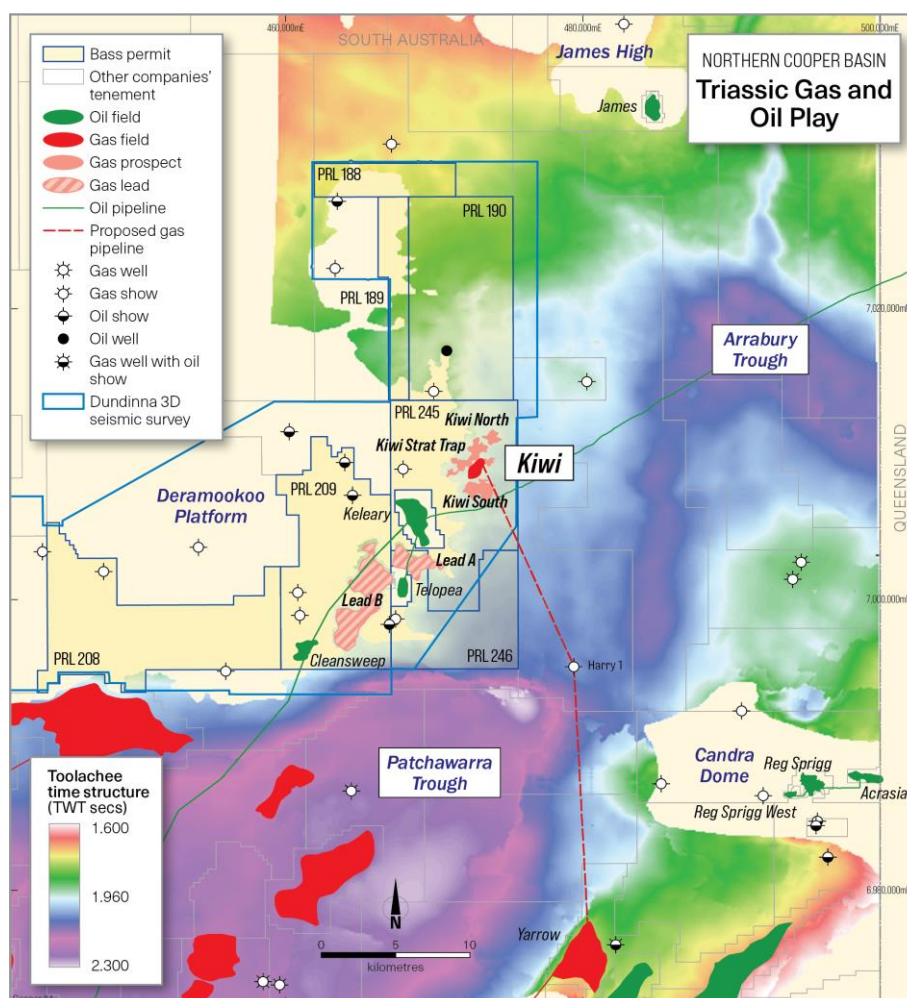 460,000mE
480,000mE
500,000mE
SOUTH AUSTRALIA
QUEENSLAND
7,020,000mN
7,000,000mN
6,980,000mN
NORTHERN COOPER BASIN
Triassic Gas and
Oil Play
Bass permit
Other companies'
tenement
Oil field
Gas field
Gas prospect
Gas lead
Oil pipeline
Proposed gas
pipeline
Gas well
Gas show
Oil show
Oil well
Gas well with oil
show
Dundinna 3D
seismic survey
James High
James
PRL 188
PRL 190
PRL 189
Arrabury
Trough
PRL 245
Kiwi North
Kiwi Strat Trap
Kiwi
Kiwi South
PRL 209
Deramookoo
Platform
Keleary
Lead A
Telopea
Lead B
Cleansweep
PRL 208
PRL 246
Harry 1
Patchawarra
Trough
Candra
Dome
Reg Sprigg
Acrasia
Reg Sprigg West
Yarrow
Toolachee
time structure
(TWT secs)
1.600
1.960
2.300
N
0
5
10
kilometres